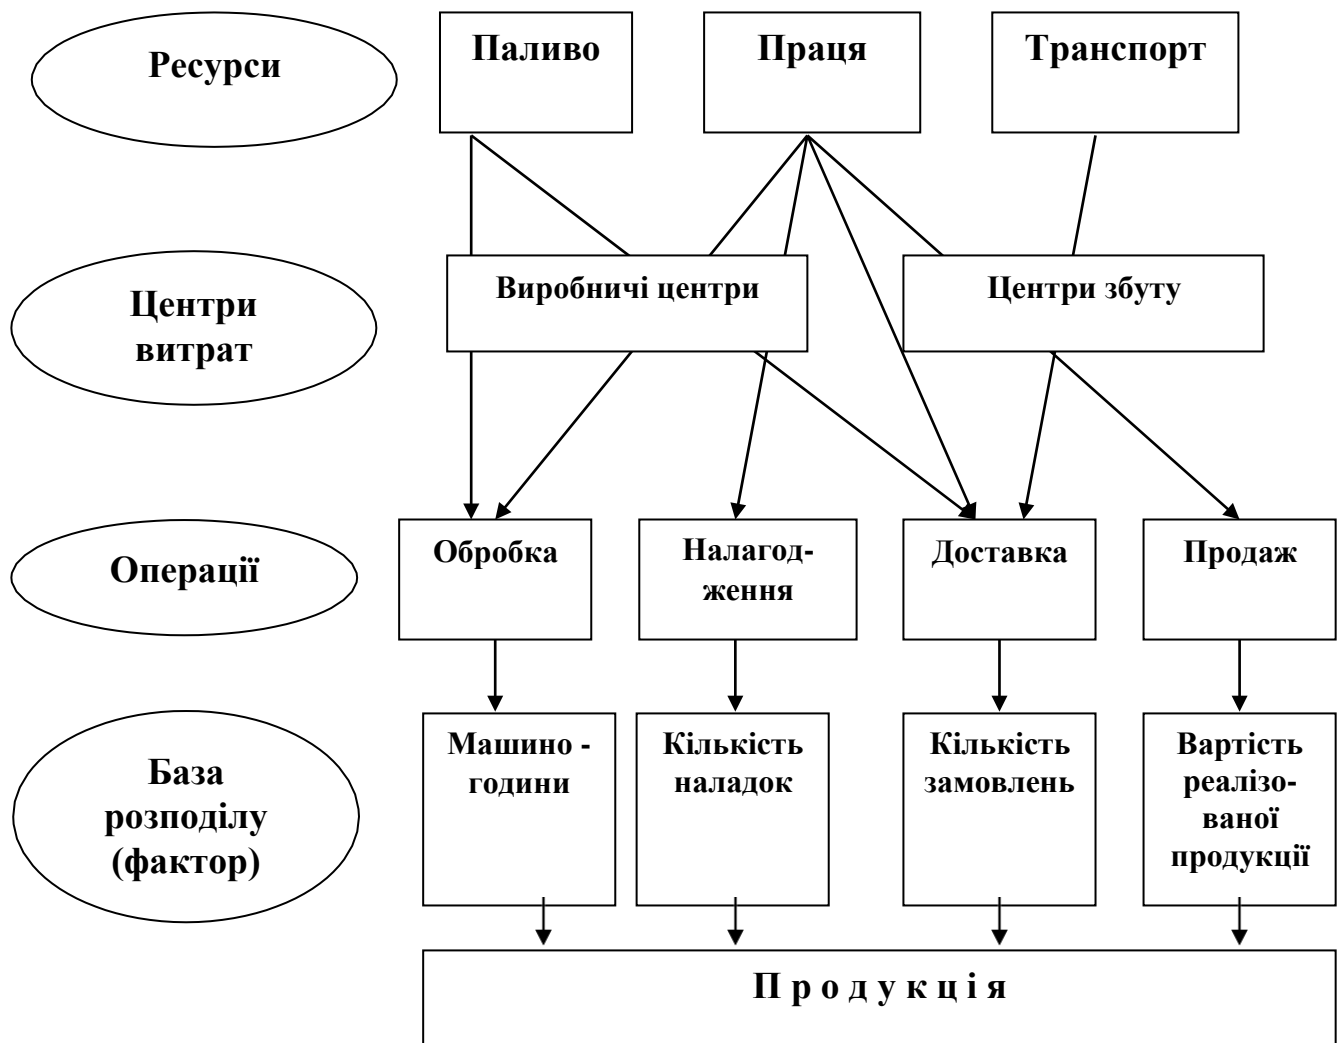 Ресурси
Паливо
Праця
Транспорт
Центри
витрат
Виробничі центри
Центри збуту
Операції
Обробка
Налагод-
ження
Доставка
Продаж
База
розподілу
(фактор)
Машино -
години
Кількість
наладок
Кількість
замовлень
Вартість
реалізо-
ваної
продукції
П р о д у к ц і я